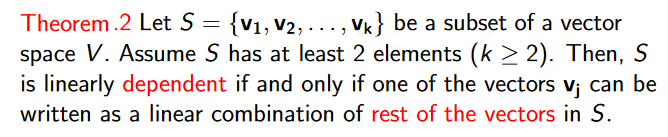 Theorem .2 Let S = {v₁, v₂, . . . , vₖ} be a subset of a vector
space V. Assume S has at least 2 elements (k ≥ 2). Then, S
is linearly dependent if and only if one of the vectors vⱼ can be
written as a linear combination of rest of the vectors in S.